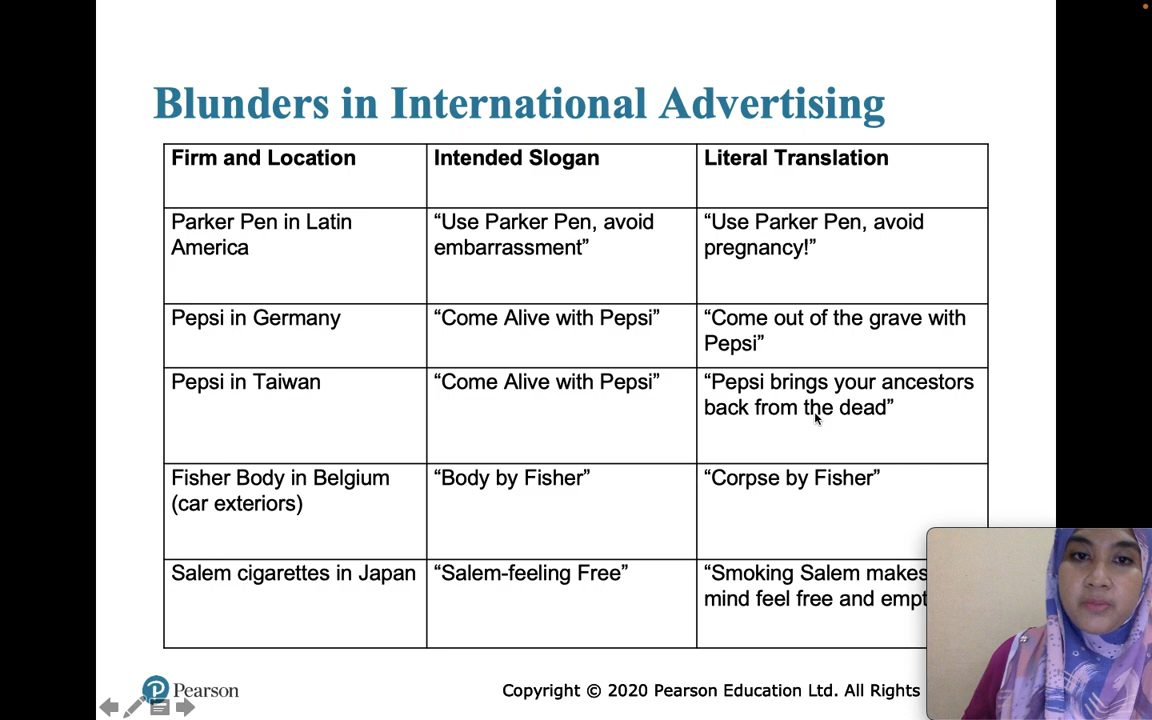 Blunders in International Advertising
Firm and Location
Intended Slogan
Literal Translation
Parker Pen in Latin
America
“Use Parker Pen, avoid
embarrassment”
“Use Parker Pen, avoid
pregnancy!”
Pepsi in Germany
“Come Alive with Pepsi”
“Come out of the grave with
Pepsi”
Pepsi in Taiwan
“Come Alive with Pepsi”
“Pepsi brings your ancestors
back from the dead”
Fisher Body in Belgium
(car exteriors)
“Body by Fisher”
“Corpse by Fisher”
Salem cigarettes in Japan
“Salem-feeling Free”
“Smoking Salem makes
mind feel free and
Pearson
Copyright © 2020 Pearson Education Ltd. All Rights